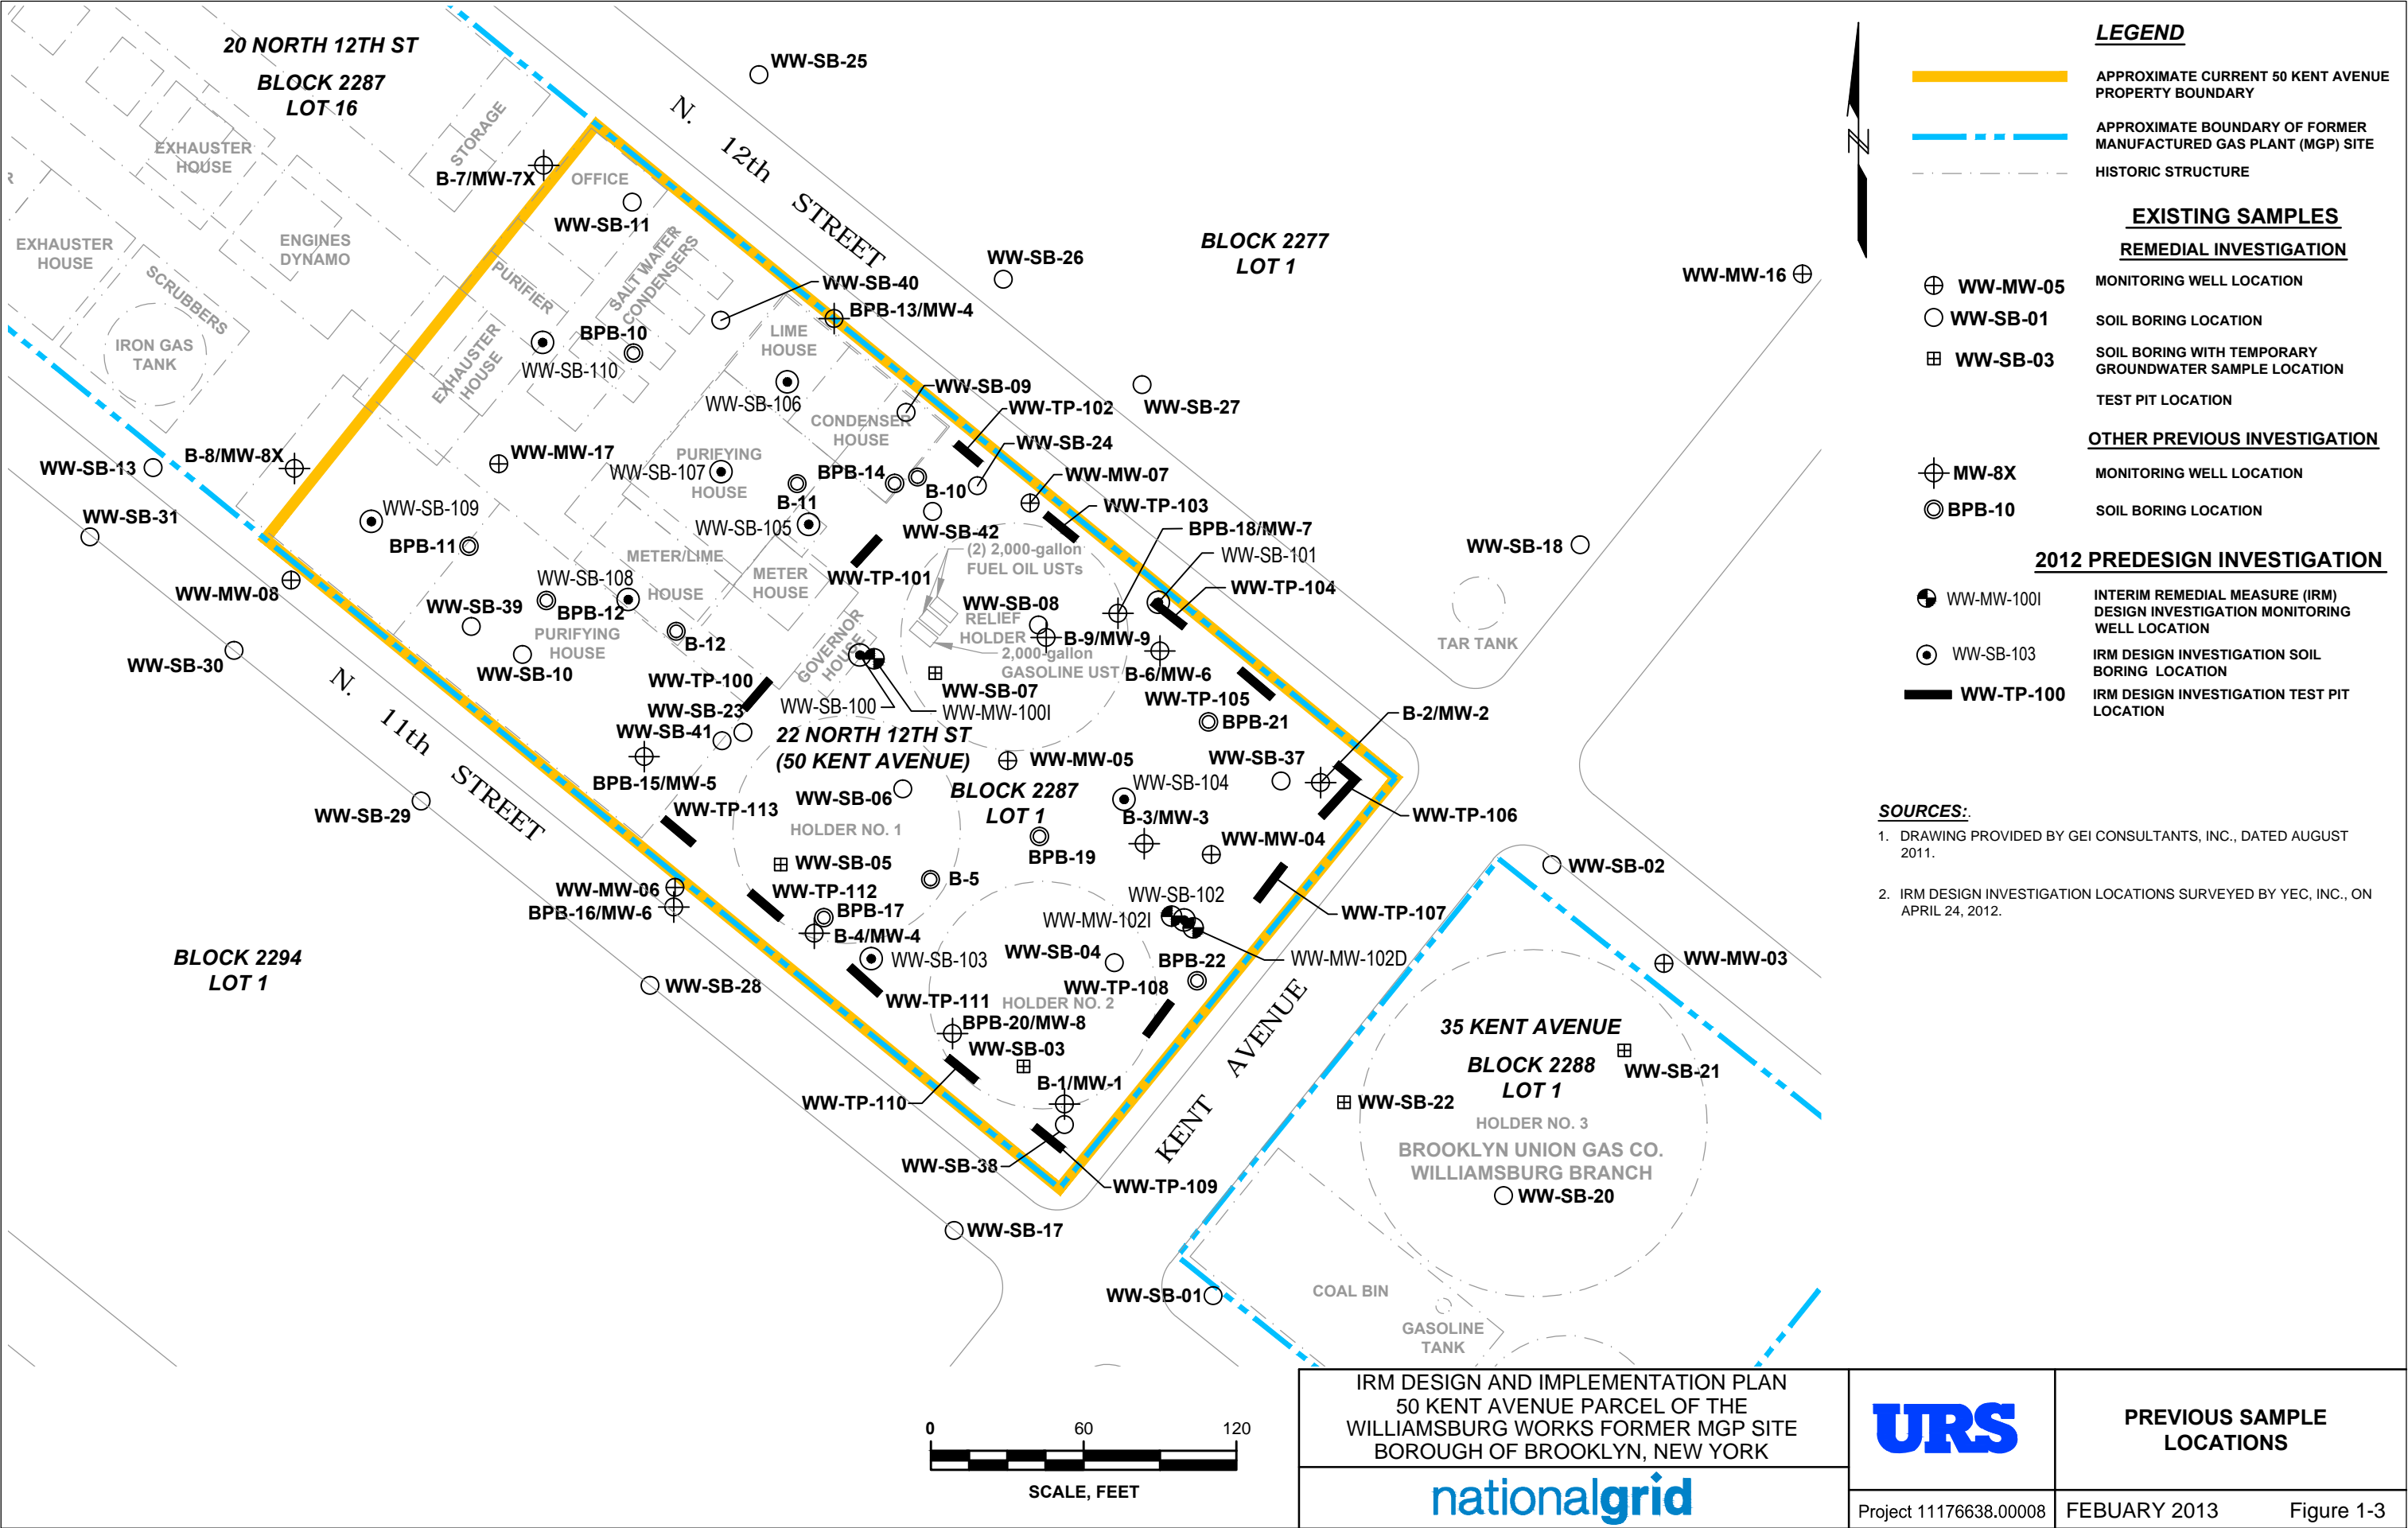 20 NORTH 12TH ST
BLOCK 2287
LOT 16
WW-SB-25
N. 12th STREET
EXHAUSTER
HOUSE
STORAGE
B-7/MW-7X
OFFICE
WW-SB-11
EXHAUSTER
HOUSE
ENGINES
DYNAMO
SCRUBBERS
IRON GAS
TANK
PURIFIER
SALT WATER
CONDENSERS
WW-SB-40
BPB-13/MW-4
WW-SB-26
BLOCK 2277
LOT 1
WW-MW-16
EXHAUSTER
HOUSE
BPB-10
WW-SB-110
LIME
HOUSE
WW-SB-106
WW-SB-09
WW-TP-102
WW-SB-27
CONDENSER
HOUSE
WW-SB-24
WW-SB-13
B-8/MW-8X
WW-MW-17
PURIFYING
HOUSE
WW-SB-107
BPB-14
B-11
B-10
WW-MW-07
WW-TP-103
WW-SB-31
WW-SB-109
BPB-11
WW-SB-105
WW-SB-42
BPB-18/MW-7
WW-SB-18
(2) 2,000-gallon
FUEL OIL USTs
WW-SB-101
METER/LIME
HOUSE
METER
HOUSE
WW-TP-101
WW-TP-104
WW-MW-08
WW-SB-108
WW-SB-39
BPB-12
WW-SB-08
RELIEF
HOLDER
PURIFYING
HOUSE
B-12
GOVERNOR
HOUSE
B-9/MW-9
TAR TANK
2,000-gallon
GASOLINE UST
WW-SB-30
WW-SB-10
B-6/MW-6
N. 11th STREET
WW-TP-100
WW-SB-07
WW-TP-105
WW-SB-100
WW-MW-100I
WW-SB-23
WW-SB-41
BPB-21
B-2/MW-2
22 NORTH 12TH ST
(50 KENT AVENUE)
WW-MW-05
WW-SB-37
BPB-15/MW-5
WW-SB-06
BLOCK 2287
LOT 1
WW-SB-104
WW-SB-29
WW-TP-113
HOLDER NO. 1
B-3/MW-3
WW-TP-106
WW-MW-04
BPB-19
WW-SB-05
WW-SB-02
WW-MW-06
WW-TP-112
B-5
WW-SB-102
BPB-16/MW-6
BPB-17
WW-MW-102I
WW-TP-107
B-4/MW-4
BLOCK 2294
LOT 1
WW-SB-103
WW-SB-04
BPB-22
WW-MW-102D
WW-MW-03
WW-SB-28
WW-TP-108
WW-TP-111
HOLDER NO. 2
BPB-20/MW-8
KENT AVENUE
35 KENT AVENUE
WW-SB-03
BLOCK 2288
LOT 1
WW-SB-21
B-1/MW-1
WW-TP-110
WW-SB-22
HOLDER NO. 3
BROOKLYN UNION GAS CO.
WILLIAMSBURG BRANCH
WW-SB-38
WW-TP-109
WW-SB-20
WW-SB-17
WW-SB-01
COAL BIN
GASOLINE
TANK
LEGEND
APPROXIMATE CURRENT 50 KENT AVENUE
PROPERTY BOUNDARY
APPROXIMATE BOUNDARY OF FORMER
MANUFACTURED GAS PLANT (MGP) SITE
HISTORIC STRUCTURE
N
EXISTING SAMPLES
REMEDIAL INVESTIGATION
WW-MW-05 MONITORING WELL LOCATION
WW-SB-01 SOIL BORING LOCATION
WW-SB-03 SOIL BORING WITH TEMPORARY
GROUNDWATER SAMPLE LOCATION
TEST PIT LOCATION
OTHER PREVIOUS INVESTIGATION
MW-8X MONITORING WELL LOCATION
BPB-10 SOIL BORING LOCATION
2012 PREDESIGN INVESTIGATION
WW-MW-100I INTERIM REMEDIAL MEASURE (IRM)
DESIGN INVESTIGATION MONITORING
WELL LOCATION
WW-SB-103 IRM DESIGN INVESTIGATION SOIL
BORING LOCATION
WW-TP-100 IRM DESIGN INVESTIGATION TEST PIT
LOCATION
SOURCES:.
1. DRAWING PROVIDED BY GEI CONSULTANTS, INC., DATED AUGUST
2011.
2. IRM DESIGN INVESTIGATION LOCATIONS SURVEYED BY YEC, INC., ON
APRIL 24, 2012.
0 60 120
SCALE, FEET
IRM DESIGN AND IMPLEMENTATION PLAN
50 KENT AVENUE PARCEL OF THE
WILLIAMSBURG WORKS FORMER MGP SITE
BOROUGH OF BROOKLYN, NEW YORK
nationalgrid
URS
Project 11176638.00008
PREVIOUS SAMPLE
LOCATIONS
FEBUARY 2013 Figure 1-3